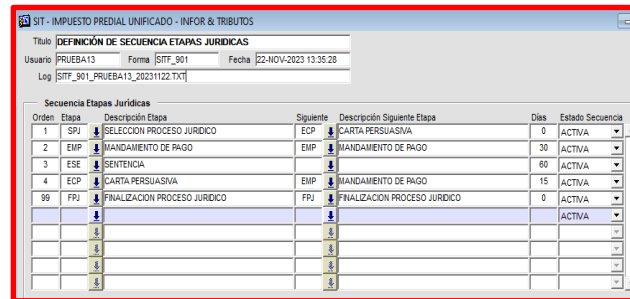 SIT - IMPUESTO PREDIAL UNIFICADO - INFOR & TRIBUTOS
Titulo DEFINICIÓN DE SECUENCIA ETAPAS JURIDICAS
Usuario PRUEBA13 Forma SITF_901 Fecha 22-NOV-2023 13:35:28
Log SITF_901_PRUEBA13_20231122.TXT
Secuencia Etapas Jurídicas
Orden Etapa Descripción Etapa Siguiente Descripción Siguiente Etapa Días Estado Secuencia
1 SPJ SELECCION PROCESO JURIDICO ECP CARTA PERSUASIVA 0 ACTIVA
2 EMP MANDAMIENTO DE PAGO EMP MANDAMIENTO DE PAGO 30 ACTIVA
3 ESE SENTENCIA 60 ACTIVA
4 ECP CARTA PERSUASIVA EMP MANDAMIENTO DE PAGO 15 ACTIVA
99 FPJ FINALIZACION PROCESO JURIDICO FPJ FINALIZACION PROCESO JURIDICO 0 ACTIVA
ACTIVA